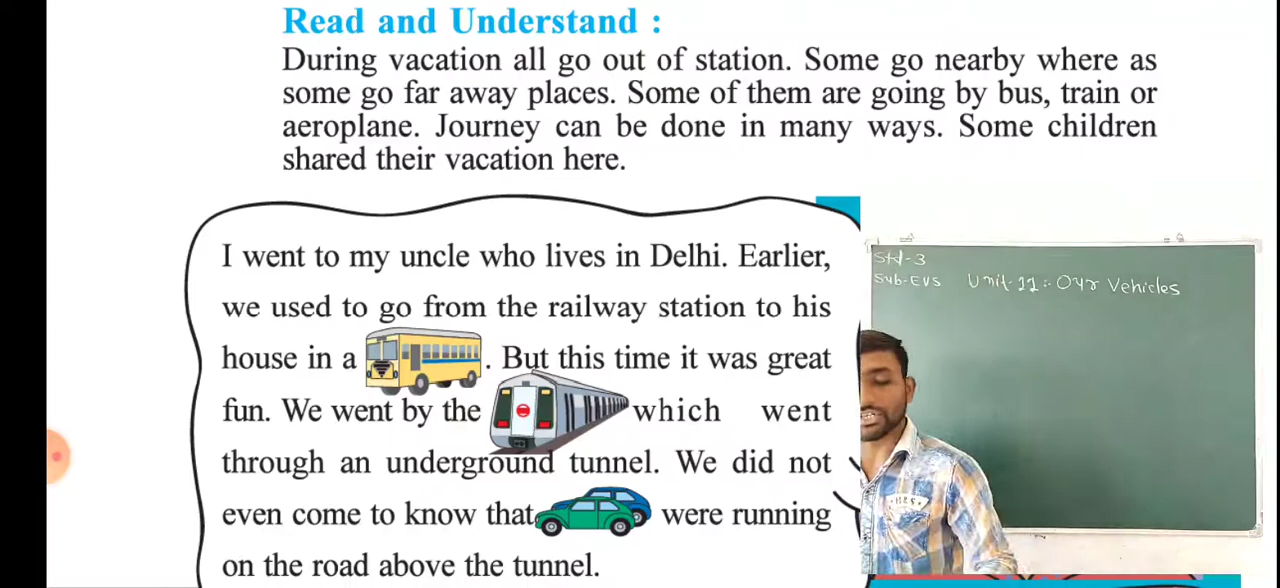 Read and Understand :
During vacation all go out of station. Some go nearby where as
some go far away places. Some of them are going by bus, train or
aeroplane. Journey can be done in many ways. Some children
shared their vacation here.
I went to my uncle who lives in Delhi. Earlier,
we used to go from the railway station to his
house in a . But this time it was great
fun. We went by the which went
through an underground tunnel. We did not
even come to know that were running
on the road above the tunnel.
Std-3
Sub-EVS Unit-11:- Our Vehicles